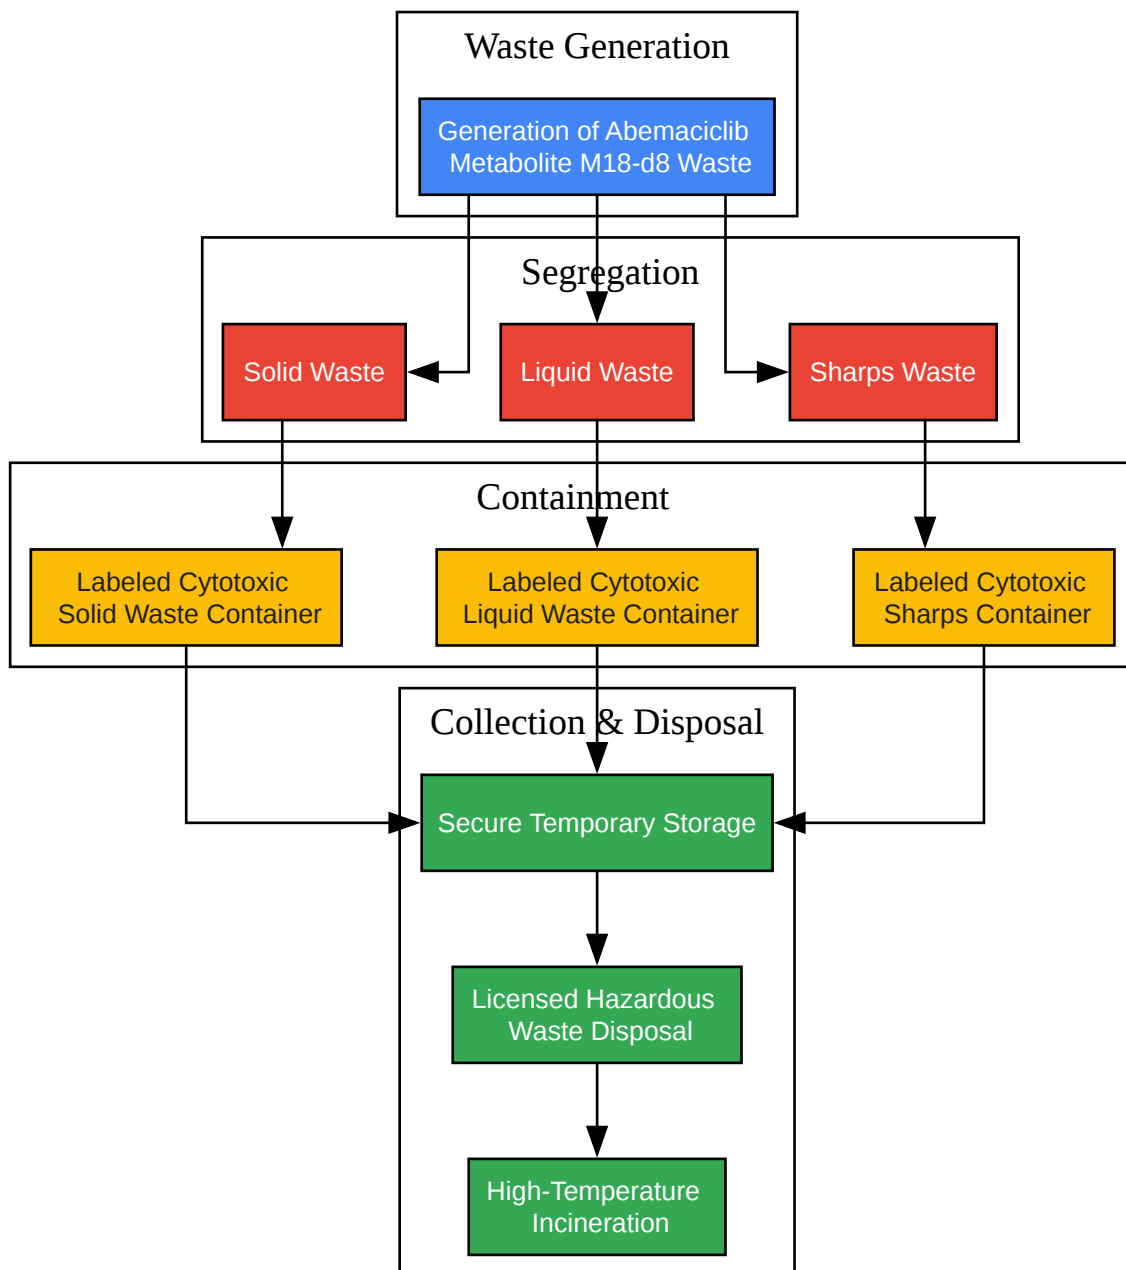 Waste Generation
Generation of Abemaciclib
Metabolite M18-d8 Waste
Segregation
Solid Waste
Liquid Waste
Sharps Waste
Containment
Labeled Cytotoxic
Solid Waste Container
Labeled Cytotoxic
Liquid Waste Container
Labeled Cytotoxic
Sharps Container
Collection & Disposal
Secure Temporary Storage
Licensed Hazardous
Waste Disposal
High-Temperature
Incineration